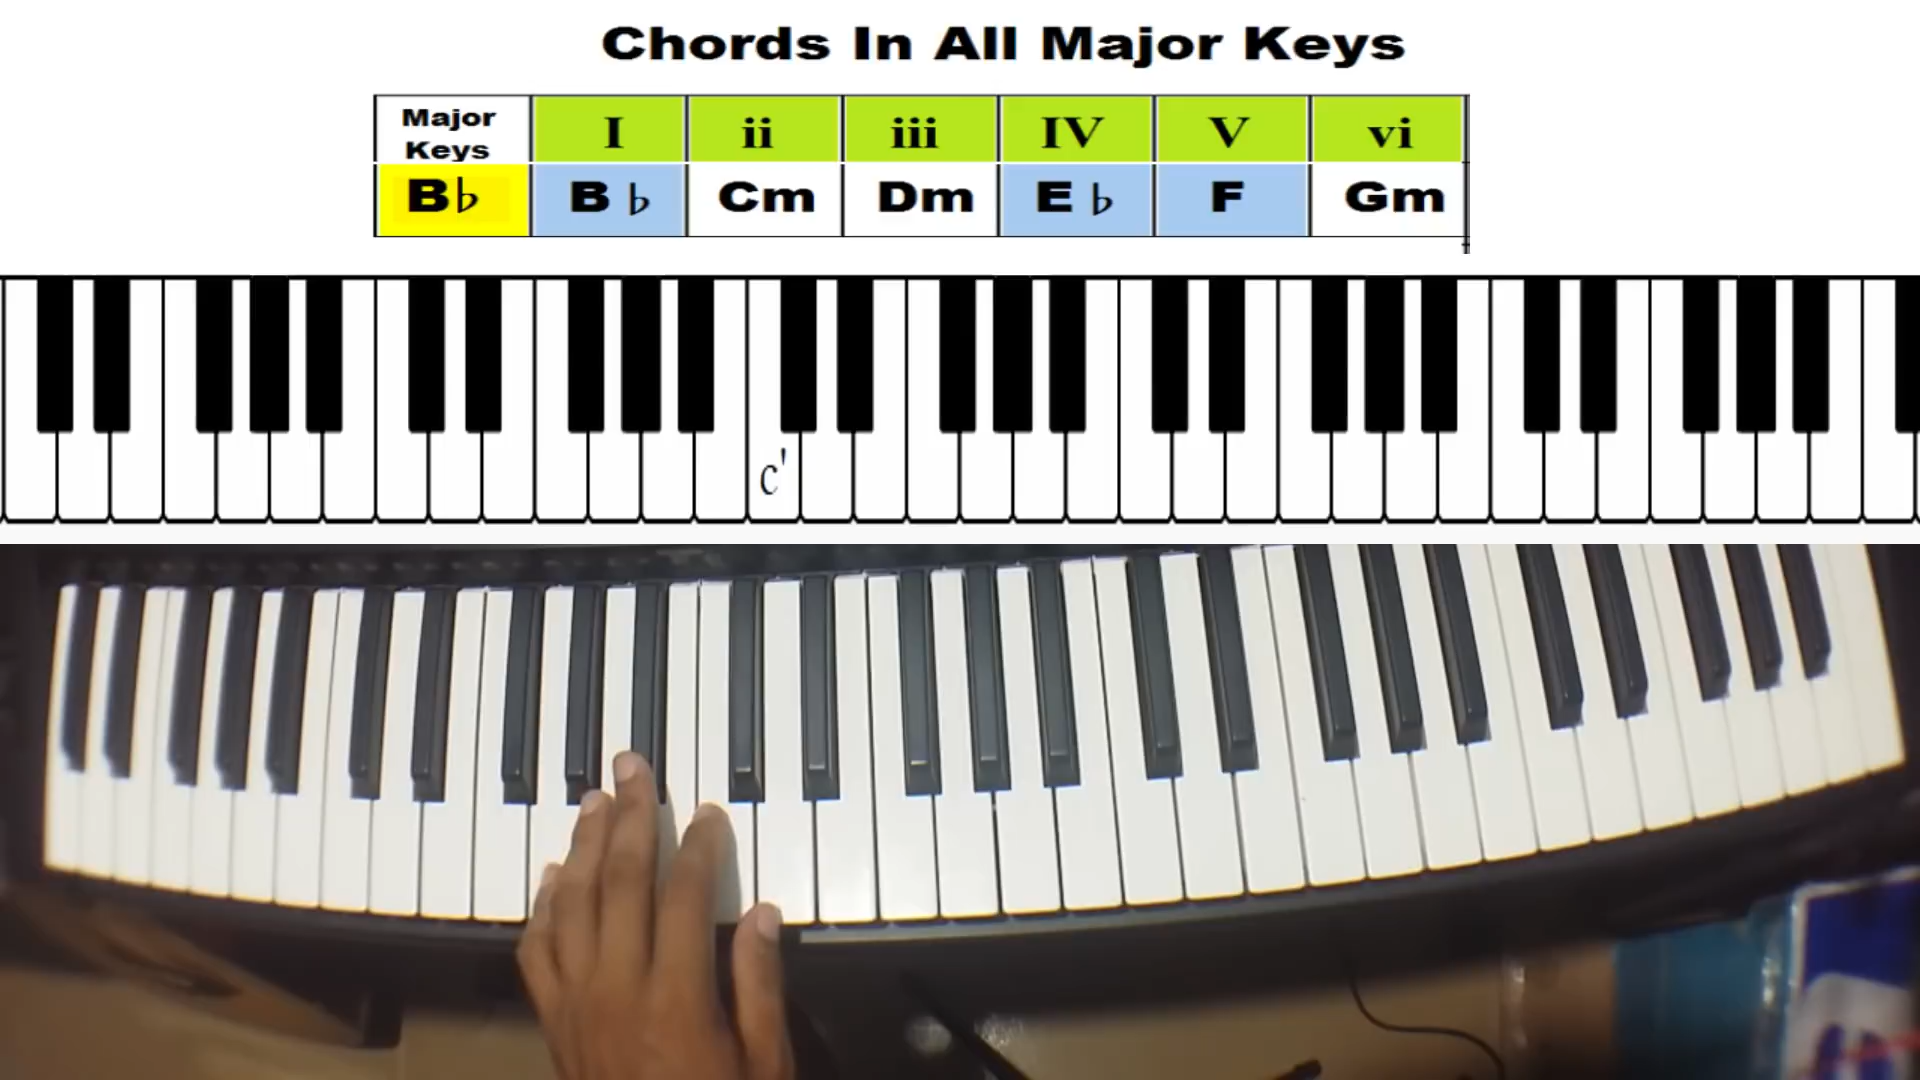 Chords In All Major Keys
Major Keys I ii iii IV V vi
B♭ B ♭ Cm Dm E ♭ F Gm
c'